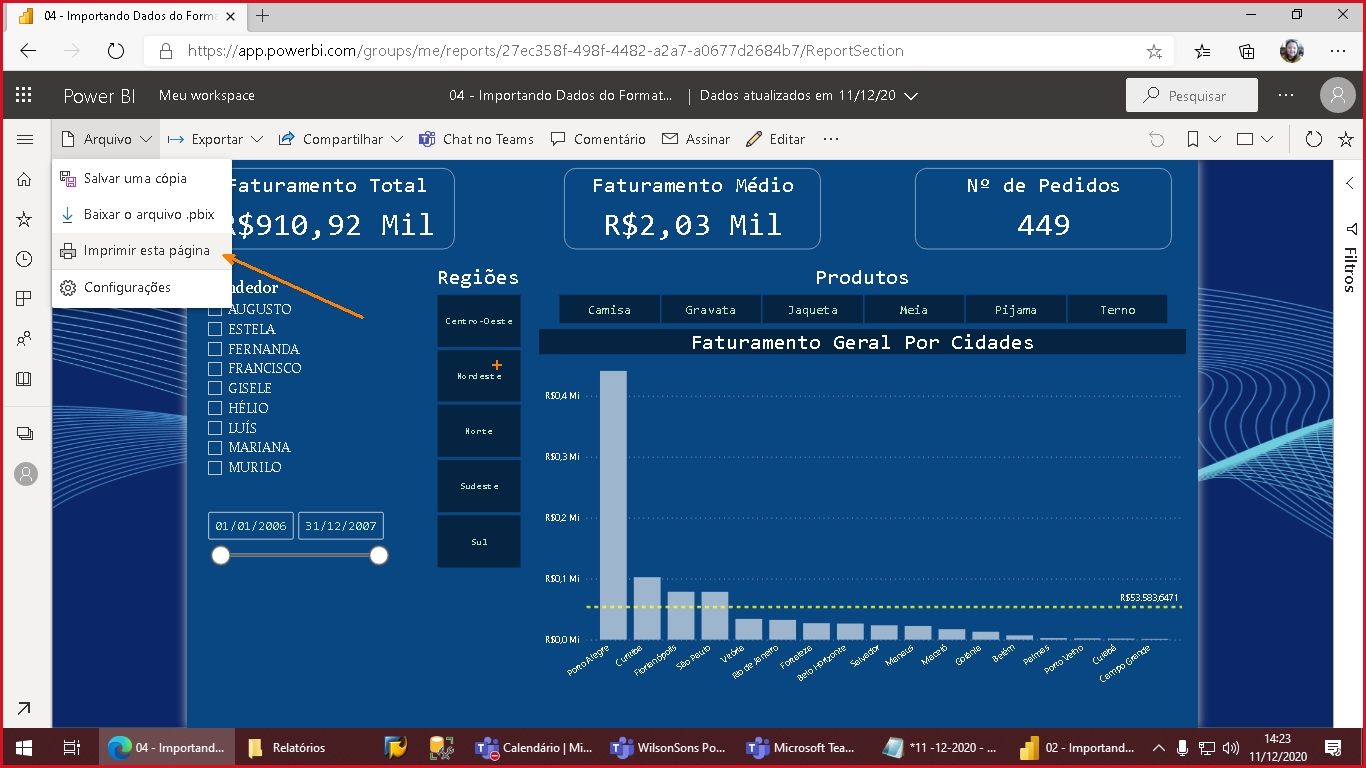 04 - Importando Dados do Forma
https://app.powerbi.com/groups/me/reports/27ec358f-498f-4482-a2a7-a0677d2684b7/ReportSection
Power BI Meu workspace 04 - Importando Dados do Format... | Dados atualizados em 11/12/20 Pesquisar
Arquivo Exportar Compartilhar Chat no Teams Comentário Assinar Editar
Salvar uma cópia
Baixar o arquivo .pbix
Imprimir esta página
Configurações
Faturamento Total
R$910,92 Mil
Faturamento Médio
R$2,03 Mil
Nº de Pedidos
449
Filtros
ndedor
AUGUSTO
ESTELA
FERNANDA
FRANCISCO
GISELE
HÉLIO
LUÍS
MARIANA
MURILO
01/01/2006 31/12/2007
Regiões
Centro-Oeste
Nordeste
Norte
Sudeste
Sul
Produtos
Camisa Gravata Jaqueta Meia Pijama Terno
Faturamento Geral Por Cidades
R$0,4 Mi
R$0,3 Mi
R$0,2 Mi
R$0,1 Mi
R$0,0 Mi
R$53.583,6471
Porto Alegre
Curitiba
Florianópolis
São Paulo
Vitória
Rio de Janeiro
Fortaleza
Belo Horizonte
Salvador
Manaus
Maceió
Goiânia
Belém
Palmas
Porto Velho
Cuiabá
Campo Grande
04 - Importand... Relatórios Calendário | Mi... WilsonSons Po... Microsoft Tea... *11 -12-2020 - ... 02 - Importand...
14:23
11/12/2020